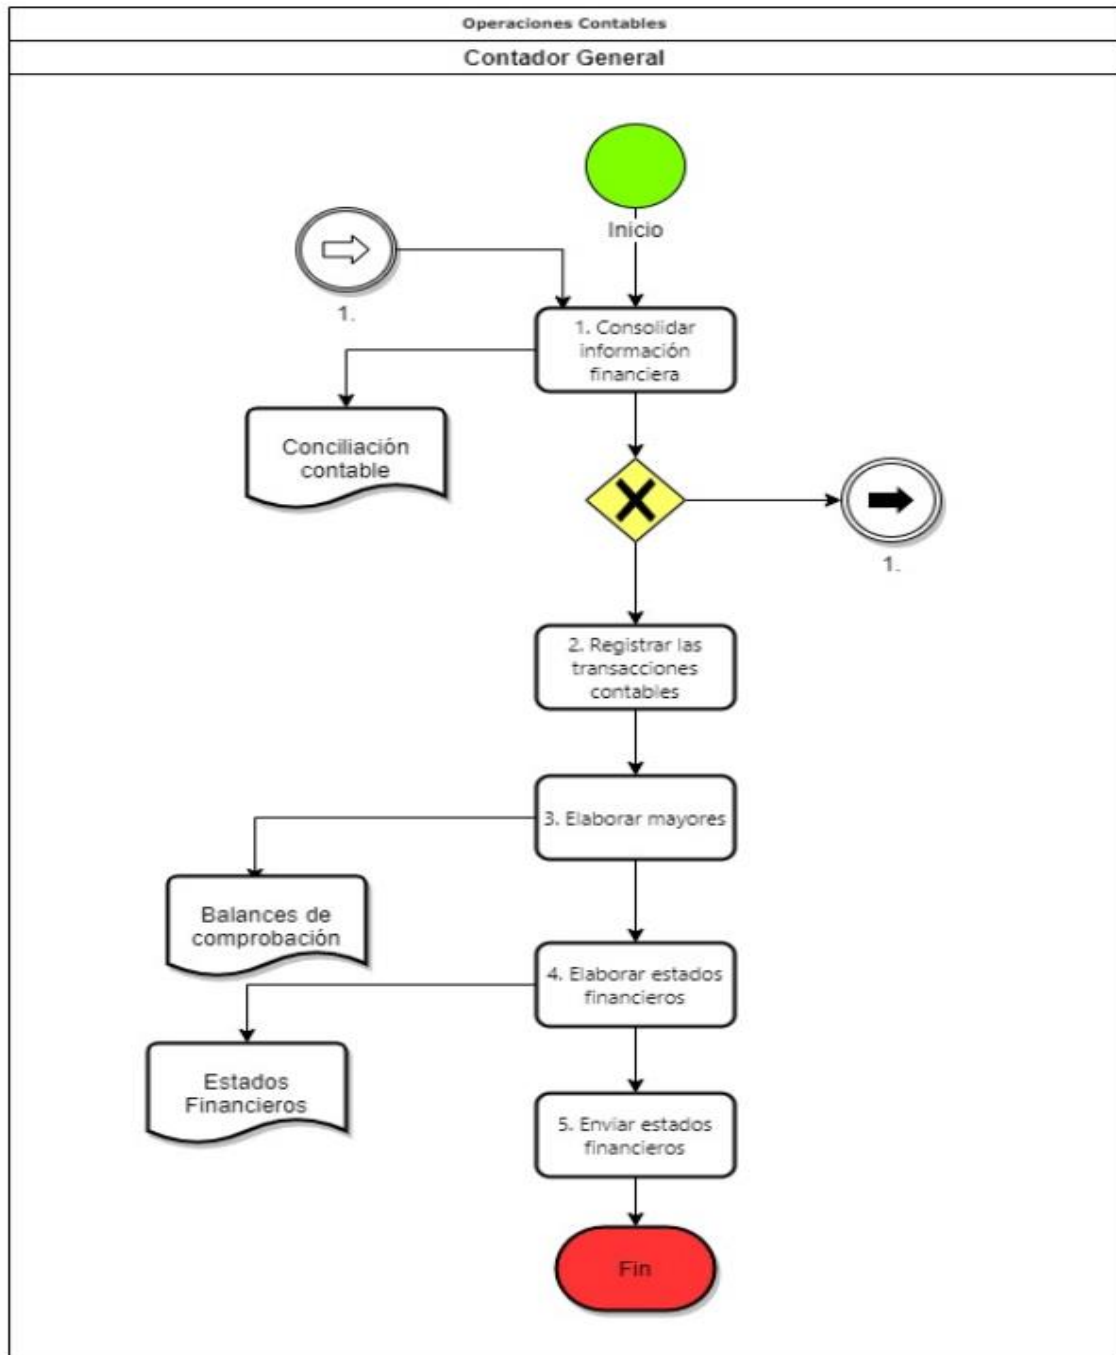 Operaciones Contables
Contador General
Inicio
1.
1. Consolidar
información
financiera
Conciliación
contable
1.
2. Registrar las
transacciones
contables
3. Elaborar mayores
Balances de
comprobación
4. Elaborar estados
financieros
Estados
Financieros
5. Enviar estados
financieros
Fin